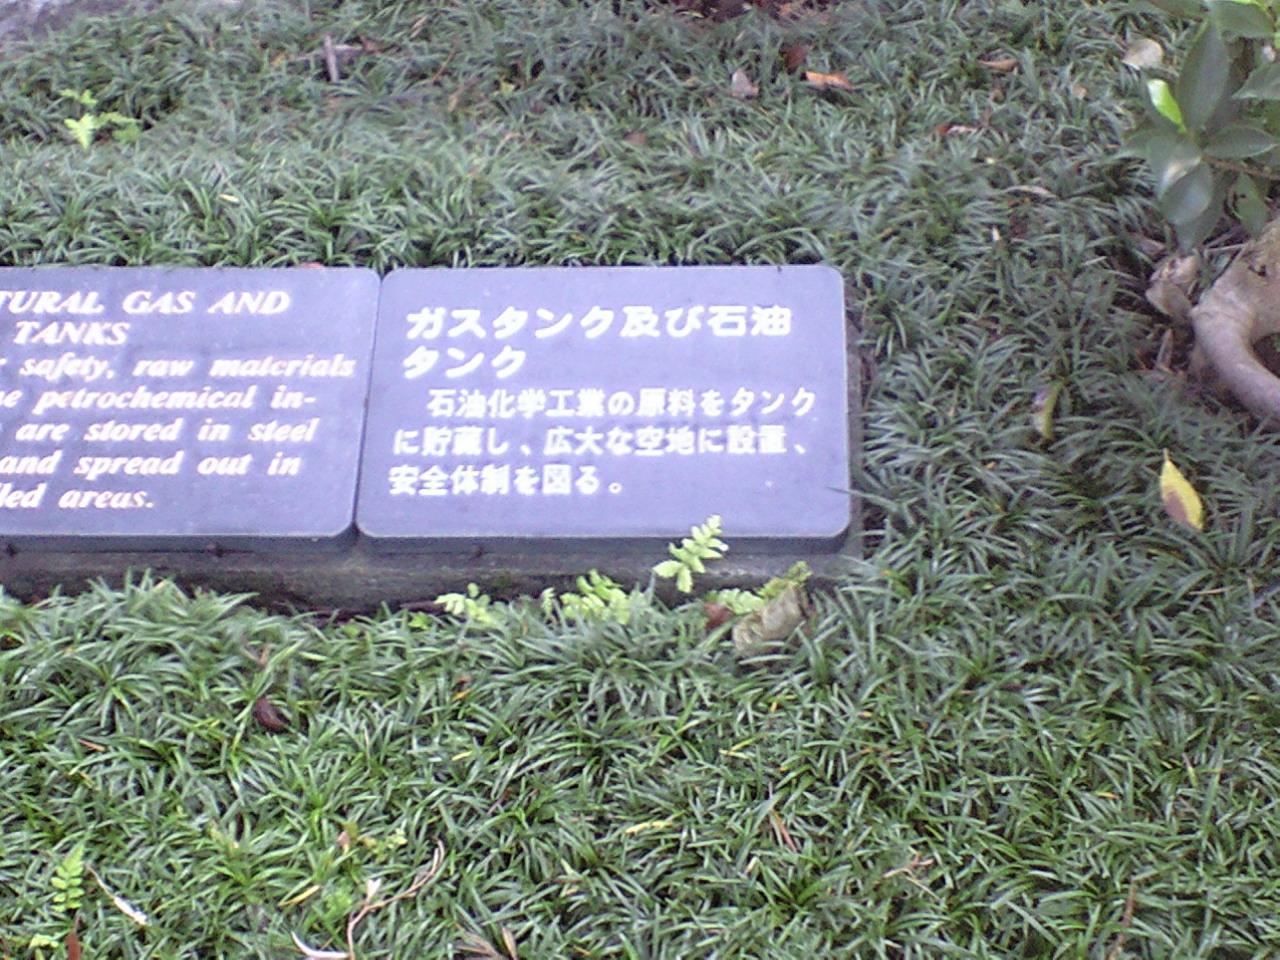 TURAL GAS AND
TANKS
safety, raw materials
petrochemical in-
are stored in steel
and spread out in
led areas.
ガスタンク及び石油
タンク
石油化学工業の原料をタンク
に貯蔵し、広大な空地に設置、
安全体制を図る。